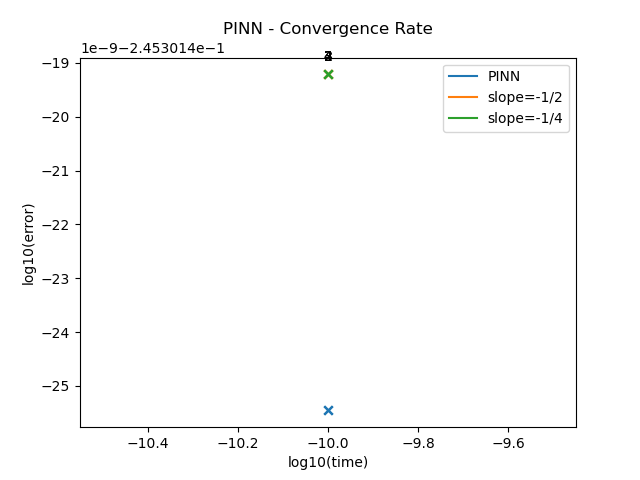 PINN - Convergence Rate
1e−9−2.453014e−1
PINN
slope=-1/2
slope=-1/4
−19
−20
−21
−22
−23
−24
−25
log10(error)
−10.4 −10.2 −10.0 −9.8 −9.6
log10(time)